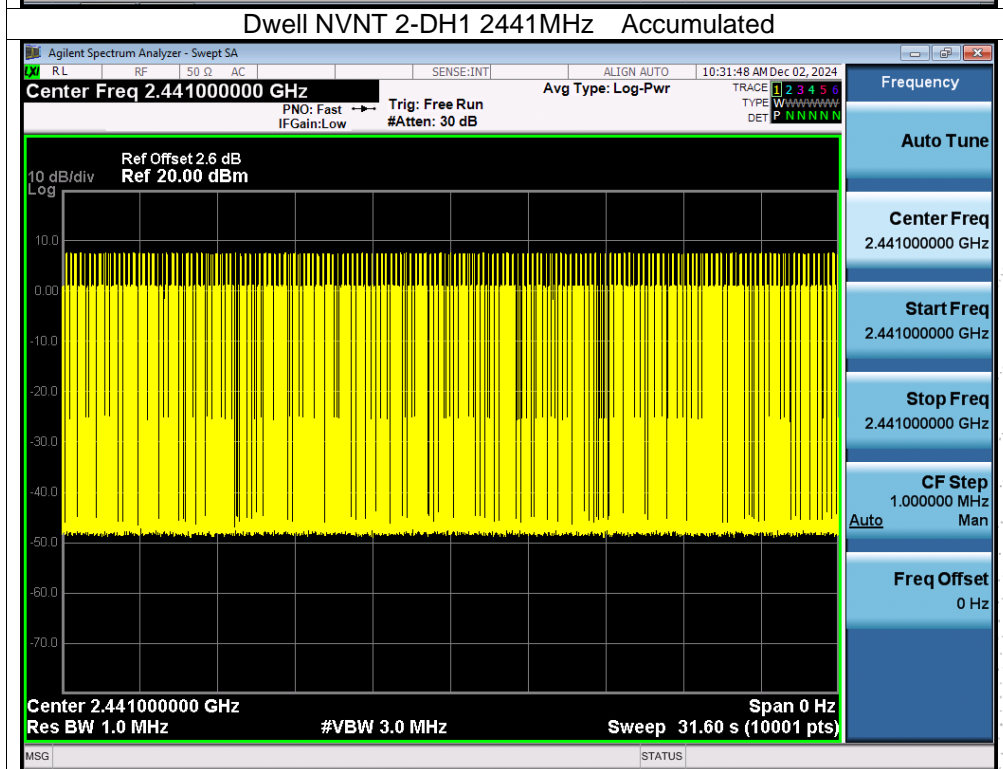 Dwell NVNT 2-DH1 2441MHz Accumulated
Agilent Spectrum Analyzer - Swept SA
LXI RL RF 50 Ω AC SENSE:INT ALIGN AUTO 10:31:48 AM Dec 02, 2024
Center Freq 2.441000000 GHz
PNO: Fast
IFGain:Low
Trig: Free Run
#Atten: 30 dB
Avg Type: Log-Pwr
TRACE 1 2 3 4 5 6
TYPE WWWWWWW
DET P N N N N N
Frequency
Auto Tune
Center Freq
2.441000000 GHz
Start Freq
2.441000000 GHz
Stop Freq
2.441000000 GHz
CF Step
1.000000 MHz
Auto Man
Freq Offset
0 Hz
Ref Offset 2.6 dB
10 dB/div Ref 20.00 dBm
Log
10.0
0.00
-10.0
-20.0
-30.0
-40.0
-50.0
-60.0
-70.0
Center 2.441000000 GHz Span 0 Hz
Res BW 1.0 MHz #VBW 3.0 MHz Sweep 31.60 s (10001 pts)
MSG STATUS